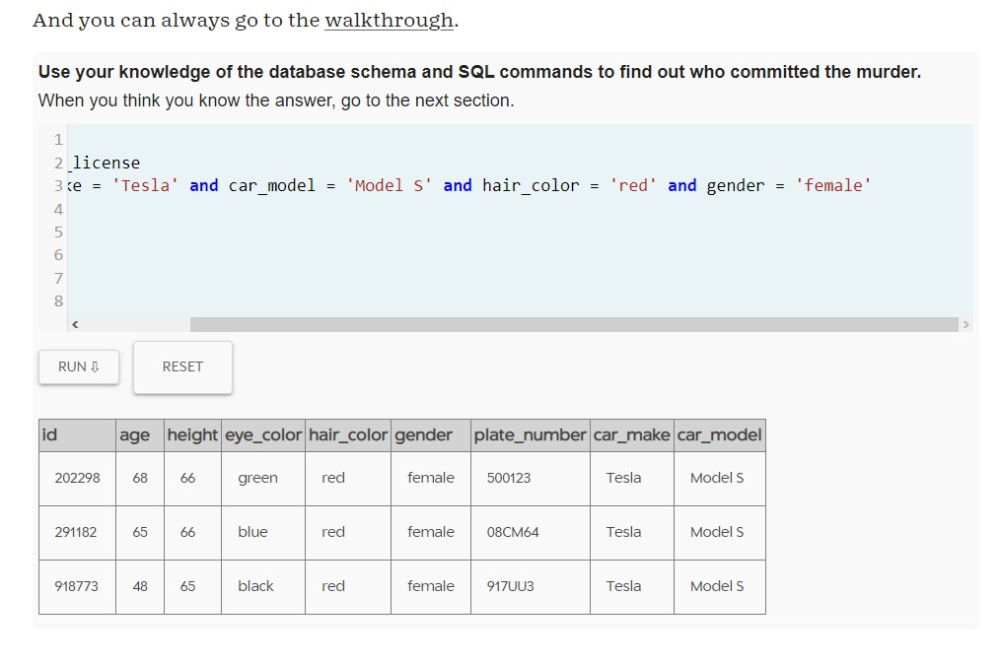 And you can always go to the walkthrough.
Use your knowledge of the database schema and SQL commands to find out who committed the murder.
When you think you know the answer, go to the next section.
1
2 _license
3 ke = 'Tesla' and car_model = 'Model S' and hair_color = 'red' and gender = 'female'
4
5
6
7
8
RUN ⇩ RESET
id age height eye_color hair_color gender plate_number car_make car_model
202298 68 66 green red female 500123 Tesla Model S
291182 65 66 blue red female 08CM64 Tesla Model S
918773 48 65 black red female 917UU3 Tesla Model S